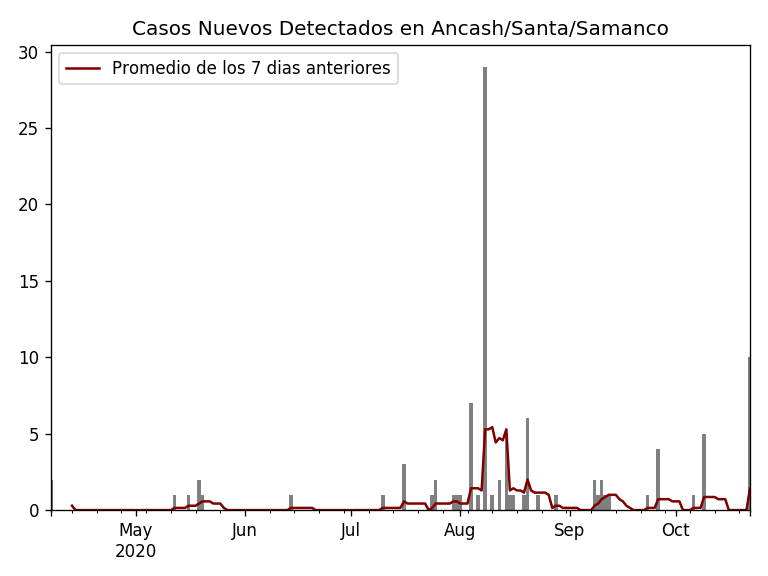 Casos Nuevos Detectados en Ancash/Santa/Samanco
Promedio de los 7 dias anteriores
30
25
20
15
10
5
0
May Jun Jul Aug Sep Oct
2020